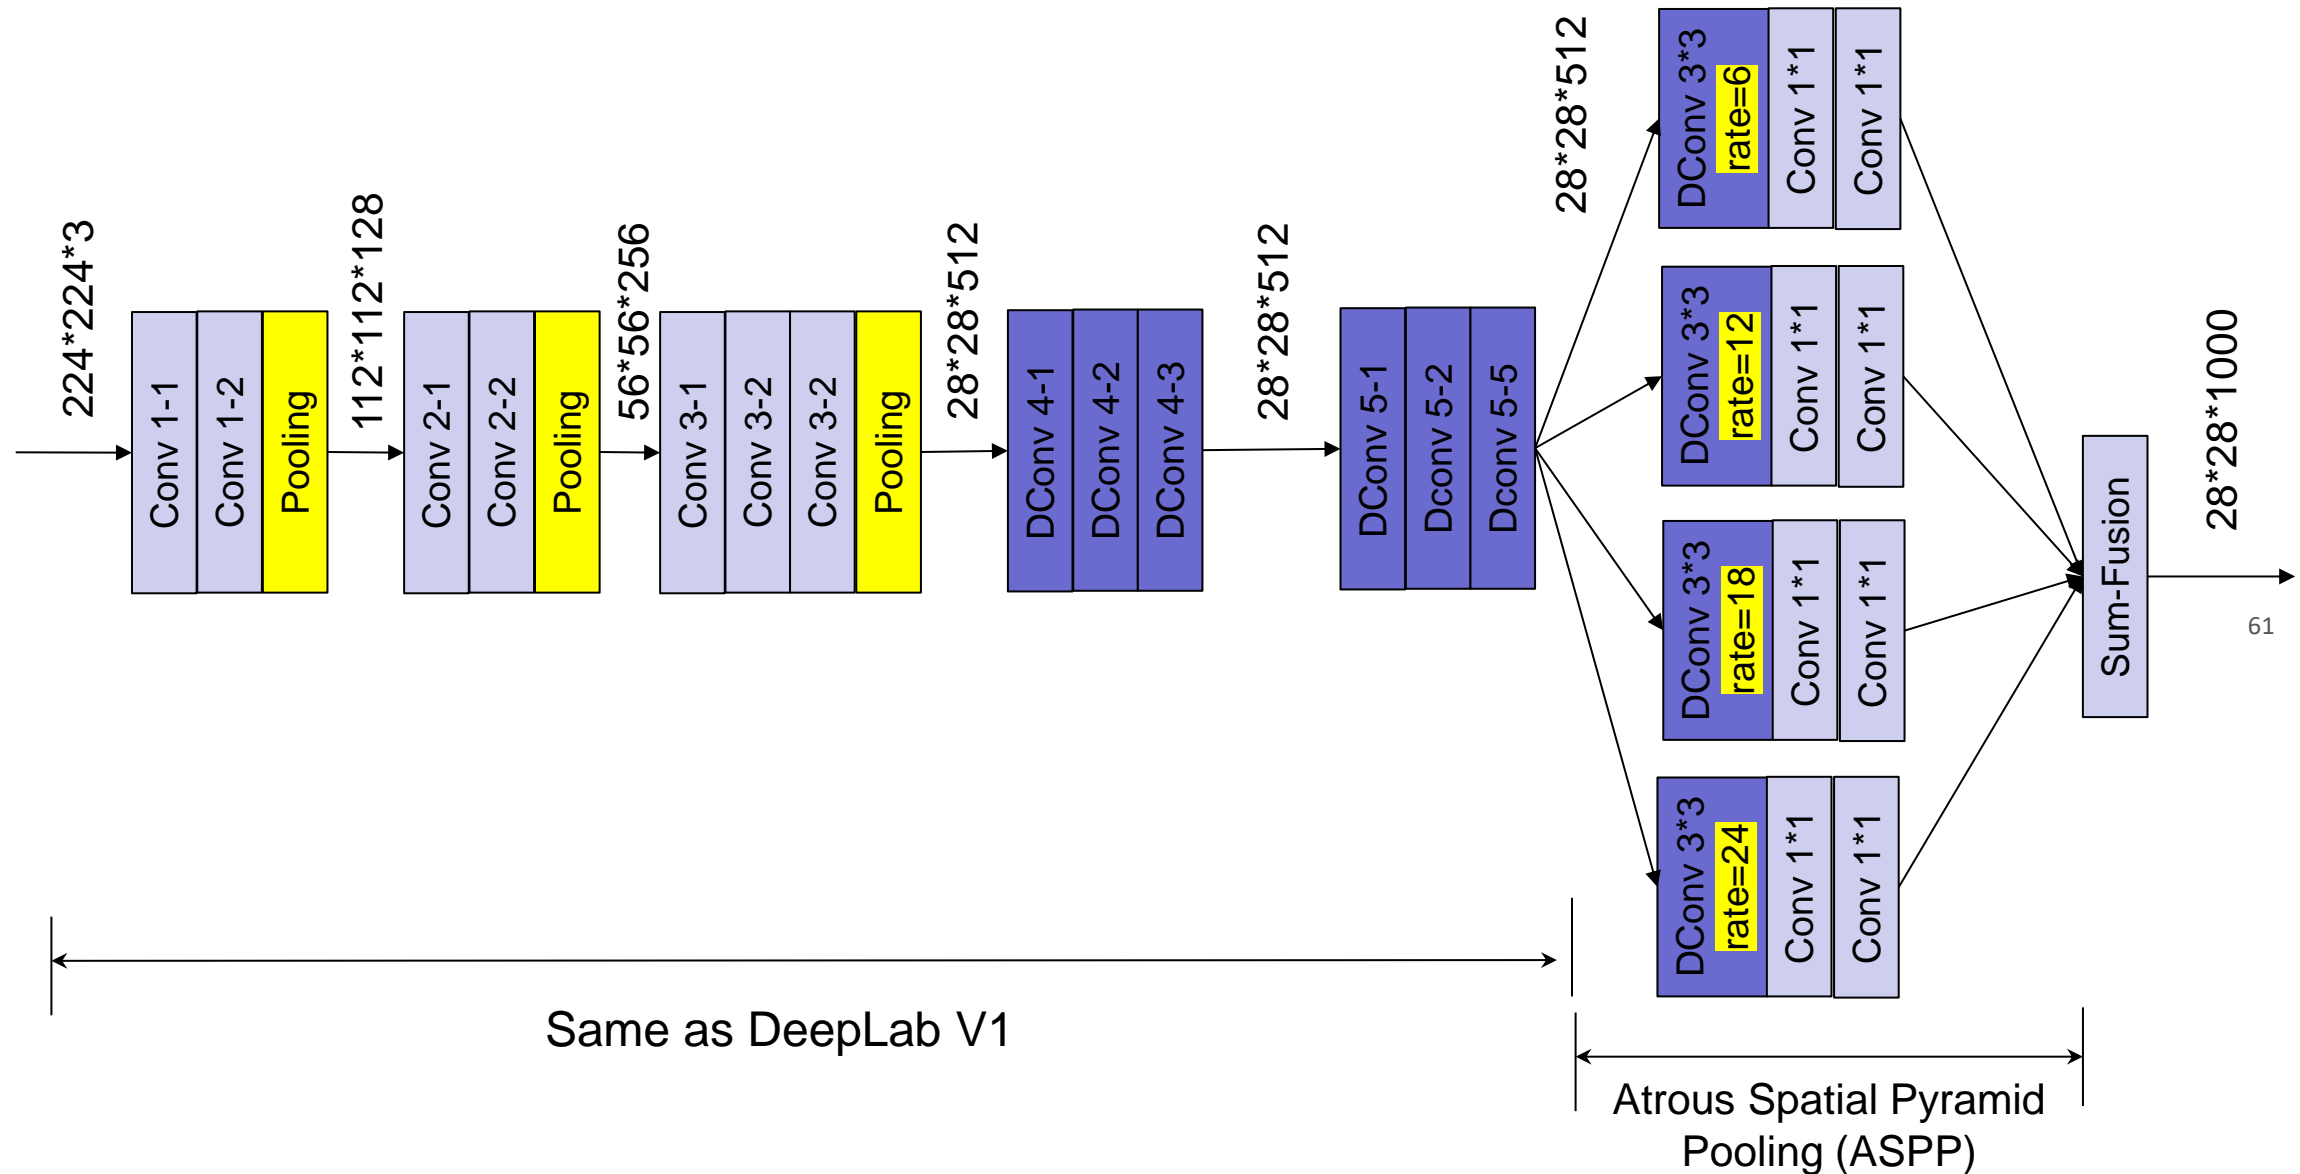 224*224*3
Conv 1-1
Conv 1-2
Pooling
112*112*128
Conv 2-1
Conv 2-2
Pooling
56*56*256
Conv 3-1
Conv 3-2
Conv 3-2
Pooling
28*28*512
DConv 4-1
DConv 4-2
DConv 4-3
28*28*512
DConv 5-1
Dconv 5-2
Dconv 5-5
28*28*512
DConv 3*3
rate=6
Conv 1*1
Conv 1*1
DConv 3*3
rate=12
Conv 1*1
Conv 1*1
DConv 3*3
rate=18
Conv 1*1
Conv 1*1
DConv 3*3
rate=24
Conv 1*1
Conv 1*1
Sum-Fusion
28*28*1000
61
Same as DeepLab V1
Atrous Spatial Pyramid
Pooling (ASPP)